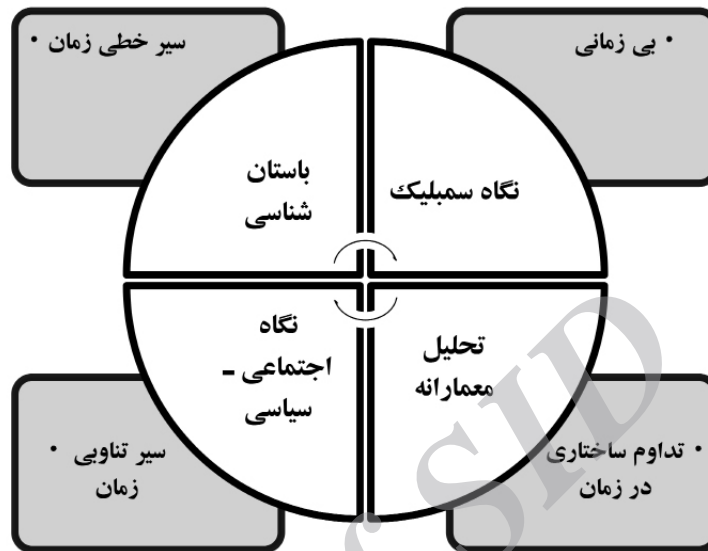 • بی زمانی
سیر خطی زمان •
نگاه سمبلیک
باستان
شناسی
تحلیل
معمارانه
نگاه
اجتماعی -
سیاسی
• تداوم ساختاری
در زمان
سیر تناوبی •
زمان
SID